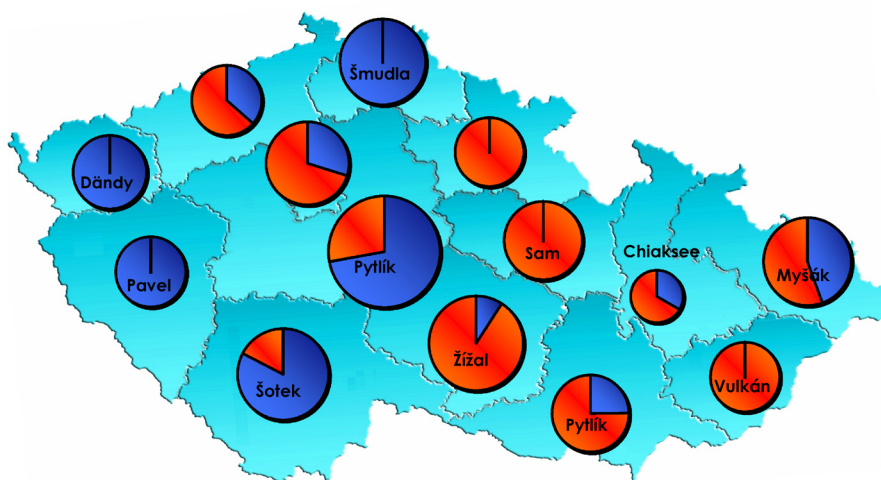 Šmudla
Dändy
Pytlík
Sam
Chiaksee
Myšák
Pavel
Žížal
Šotek
Vulkán
Pytlík